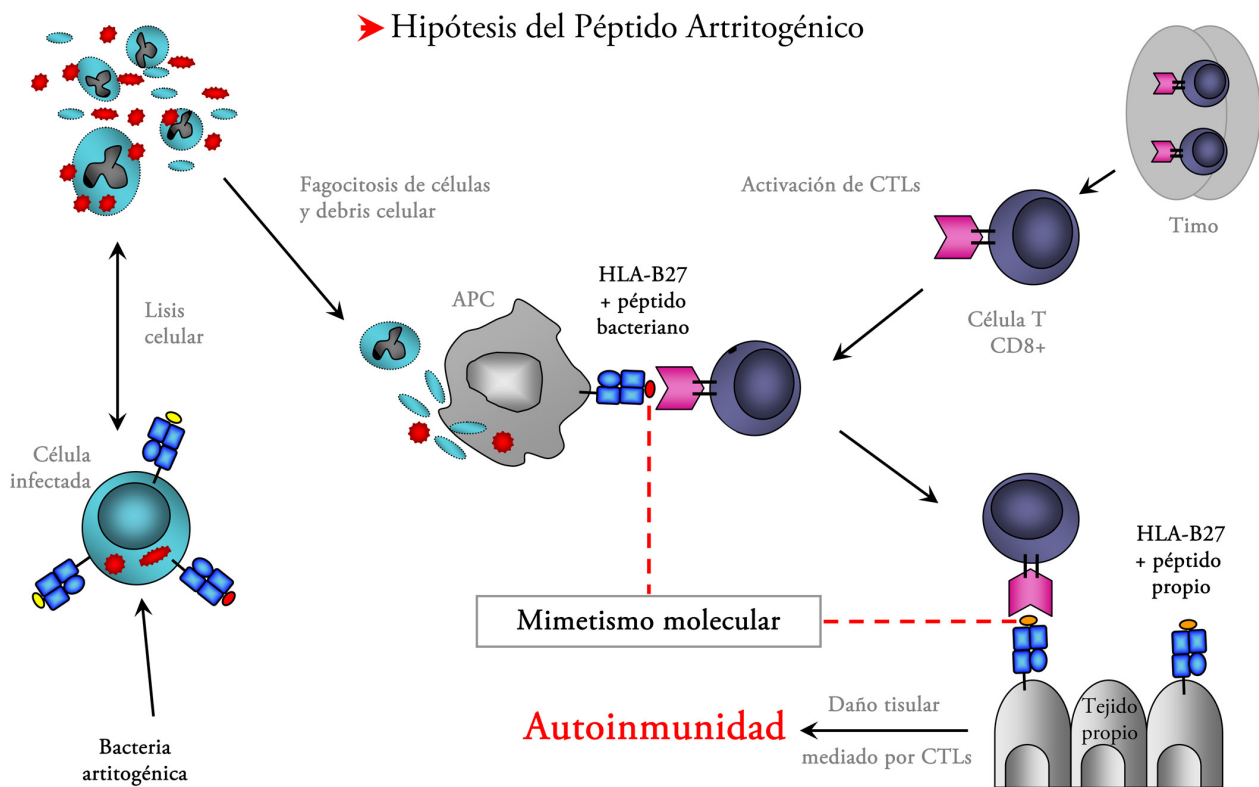 Hipótesis del Péptido Artritogénico
Fagocitosis de células
y debris celular
Activación de CTLs
Timo
Lisis
celular
APC
HLA-B27
+ péptido
bacteriano
Célula T
CD8+
Célula
infectada
HLA-B27
+ péptido
propio
Mimetismo molecular
Tejido
propio
Autoinmunidad
Daño tisular
mediado por CTLs
Bacteria
artitogénica